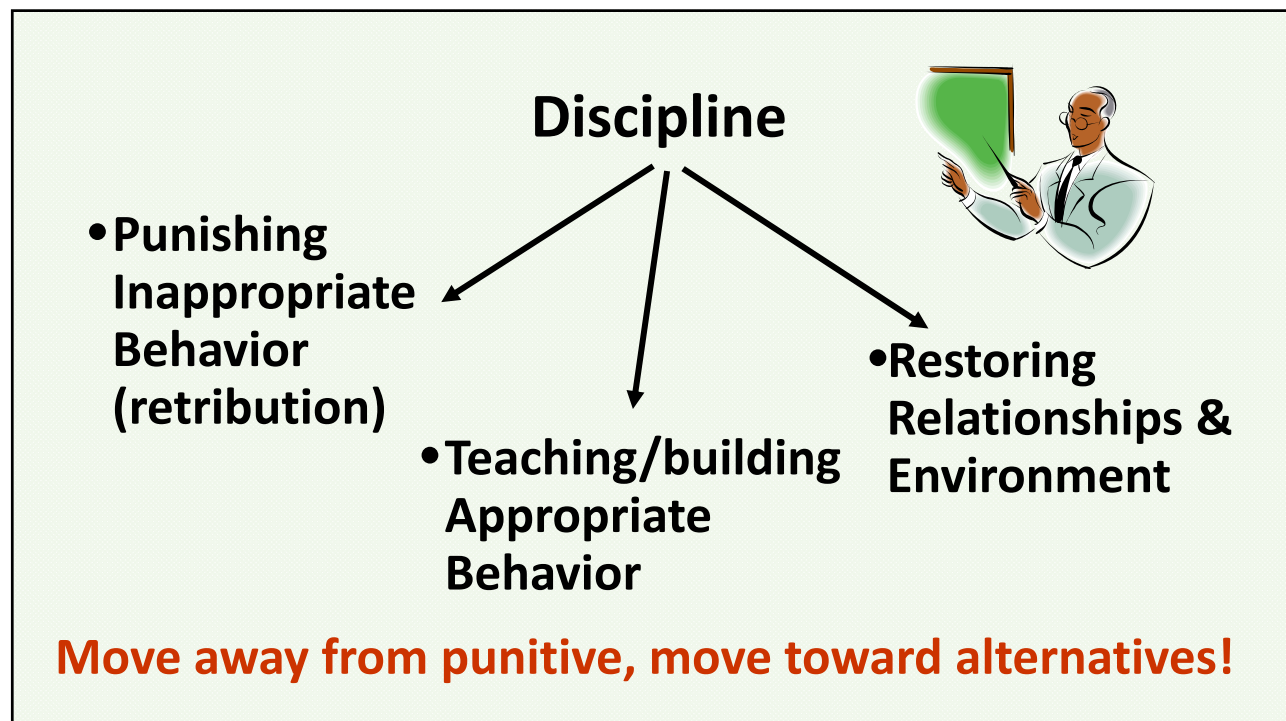 Discipline
•Punishing
Inappropriate
Behavior
(retribution)
•Teaching/building
Appropriate
Behavior
•Restoring
Relationships &
Environment
Move away from punitive, move toward alternatives!